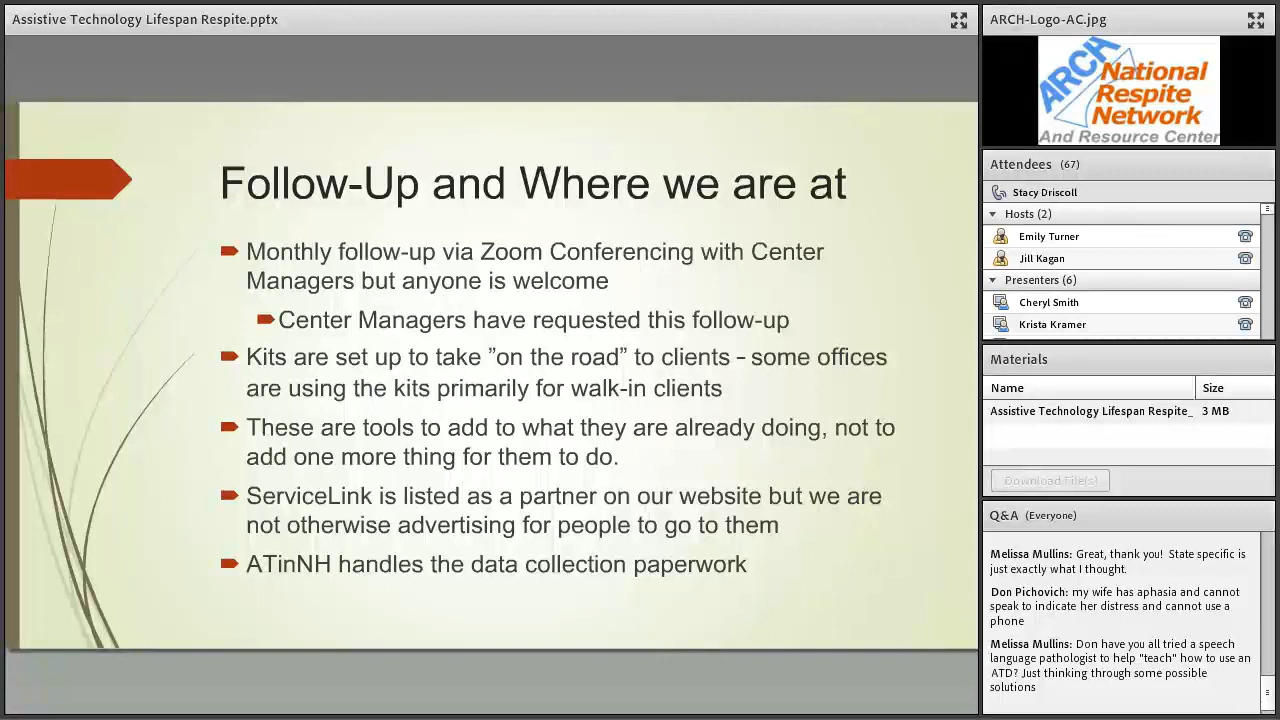 Assistive Technology Lifespan Respite.pptx
Follow-Up and Where we are at
Monthly follow-up via Zoom Conferencing with Center
Managers but anyone is welcome
Center Managers have requested this follow-up
Kits are set up to take ”on the road” to clients – some offices
are using the kits primarily for walk-in clients
These are tools to add to what they are already doing, not to
add one more thing for them to do.
ServiceLink is listed as a partner on our website but we are
not otherwise advertising for people to go to them
ATinNH handles the data collection paperwork
ARCH-Logo-AC.jpg
ARCH
National
Respite
Network
And Resource Center
Attendees (67)
Stacy Driscoll
Hosts (2)
Emily Turner
Jill Kagan
Presenters (6)
Cheryl Smith
Krista Kramer
Materials
Name Size
Assistive Technology Lifespan Respite_ 3 MB
Download File(s)
Q&A (Everyone)
Melissa Mullins: Great, thank you! State specific is
just exactly what I thought.
Don Pichovich: my wife has aphasia and cannot
speak to indicate her distress and cannot use a
phone
Melissa Mullins: Don have you all tried a speech
language pathologist to help "teach" how to use an
ATD? Just thinking through some possible
solutions